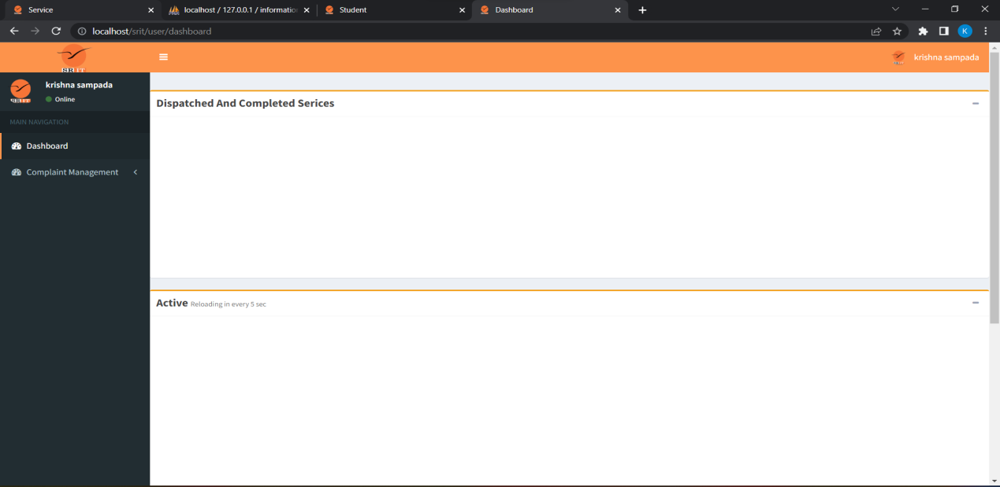 Service
localhost / 127.0.0.1 / informatio
Student
Dashboard
localhost/srit/user/dashboard
K
SRIT
krishna sampada
SRIT
krishna sampada
Online
MAIN NAVIGATION
Dashboard
Complaint Management
Dispatched And Completed Serices
Active Reloading in every 5 sec